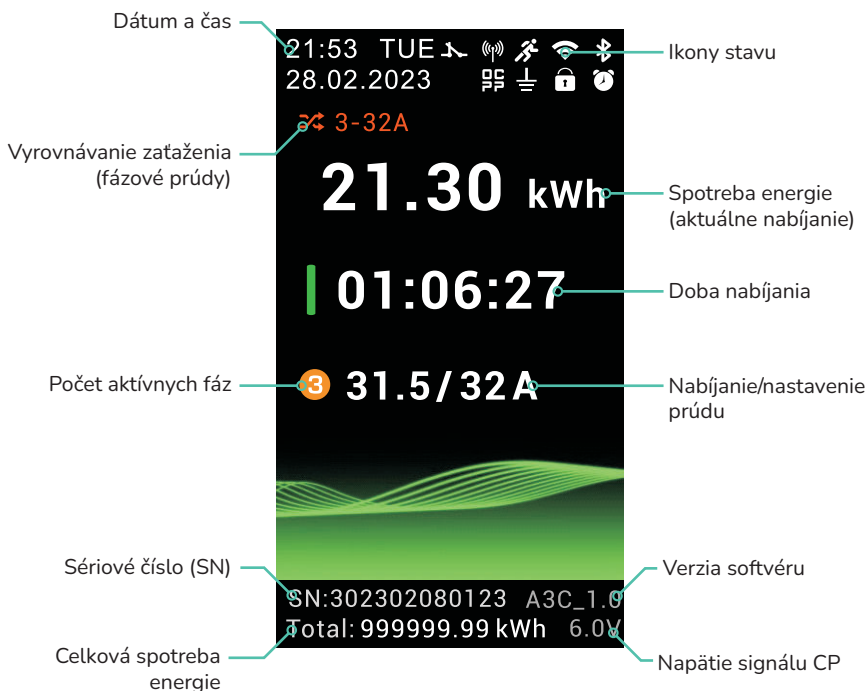 Dátum a čas
21:53 TUE
28.02.2023
Ikony stavu
3-32A
Vyrovnávanie zaťaženia
(fázové prúdy)
21.30 kWh
Spotreba energie
(aktuálne nabíjanie)
01:06:27
Doba nabíjania
Počet aktívnych fáz
3 31.5/32A
Nabíjanie/nastavenie
prúdu
Sériové číslo (SN)
Verzia softvéru
SN:302302080123 A3C_1.0
Total: 999999.99 kWh 6.0V
Celková spotreba
energie
Napätie signálu CP